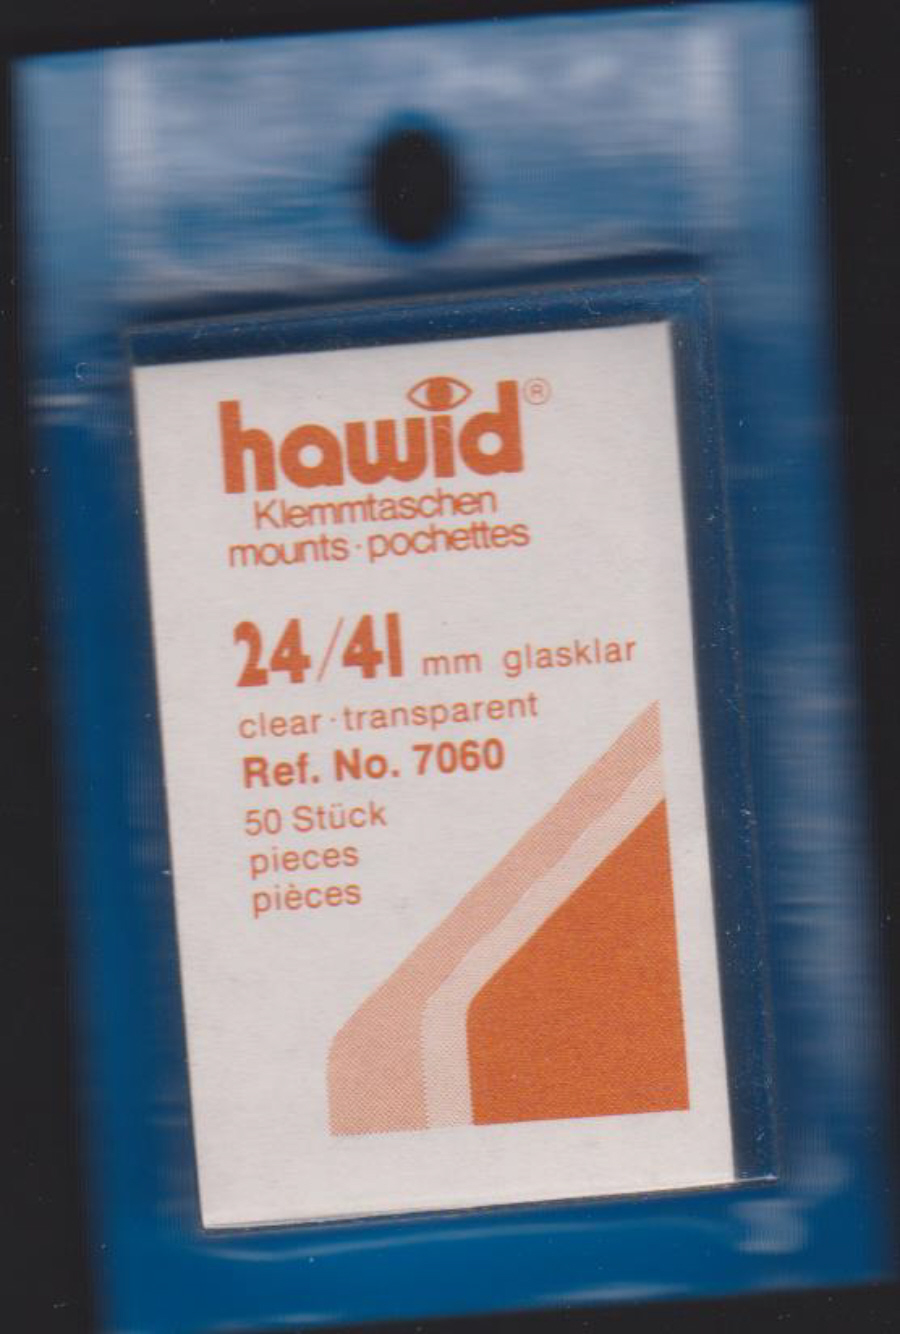 hawid®
Klemmtaschen
mounts·pochettes
24/41 mm glasklar
clear·transparent
Ref. No. 7060
50 Stück
pieces
pièces